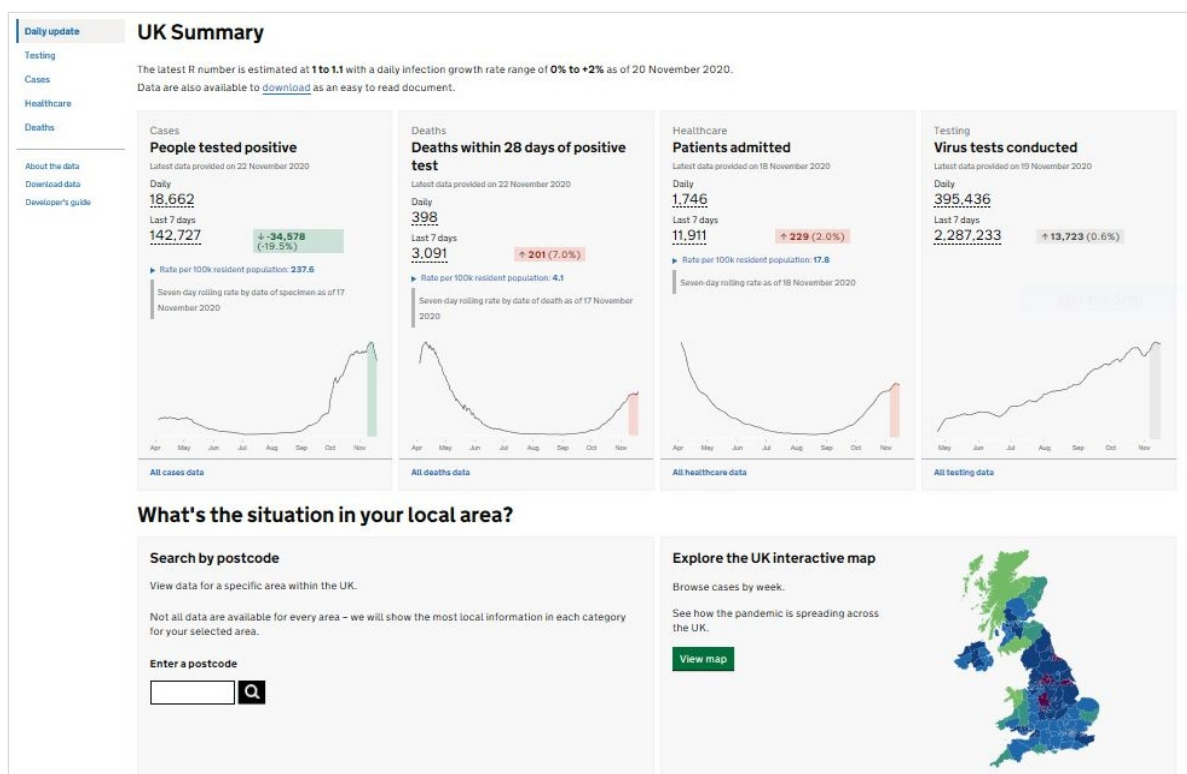 Daily update
Testing
Cases
Healthcare
Deaths
About the data
Download data
Developer's guide
UK Summary
The latest R number is estimated at 1 to 1.1 with a daily infection growth rate range of 0% to +2% as of 20 November 2020.
Data are also available to download as an easy to read document.
Cases
People tested positive
Latest data provided on 22 November 2020
Daily
18,662
Last 7 days
142,727
↓ -34,578
(-19.5%)
▶ Rate per 100k resident population: 237.6
Seven-day rolling rate by date of specimen as of 17
November 2020
Apr May Jun Jul Aug Sep Oct Nov
All cases data
Deaths
Deaths within 28 days of positive
test
Latest data provided on 22 November 2020
Daily
398
Last 7 days
3,091
↑ 201 (7.0%)
▶ Rate per 100k resident population: 4.1
Seven-day rolling rate by date of death as of 17 November
2020
Apr May Jun Jul Aug Sep Oct Nov
All deaths data
Healthcare
Patients admitted
Latest data provided on 18 November 2020
Daily
1,746
Last 7 days
11,911
↑ 229 (2.0%)
▶ Rate per 100k resident population: 17.8
Seven-day rolling rate as of 18 November 2020
Apr May Jun Jul Aug Sep Oct Nov
All healthcare data
Testing
Virus tests conducted
Latest data provided on 19 November 2020
Daily
395,436
Last 7 days
2,287,233
↑ 13,723 (0.6%)
May Jun Jul Aug Sep Oct Nov
All testing data
What's the situation in your local area?
Search by postcode
View data for a specific area within the UK.
Not all data are available for every area – we will show the most local information in each category
for your selected area.
Enter a postcode
Explore the UK interactive map
Browse cases by week.
See how the pandemic is spreading across
the UK.
View map